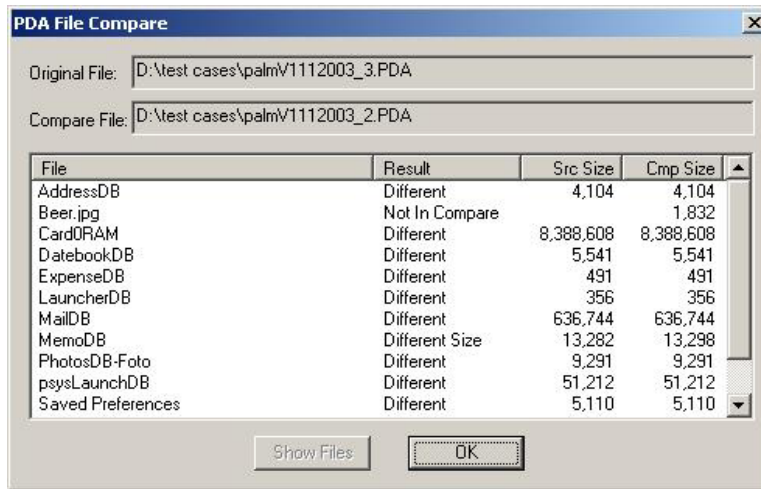 PDA File Compare
Original File: D:\test cases\palmV1112003_3.PDA
Compare File: D:\test cases\palmV1112003_2.PDA
File Result Src Size Cmp Size
AddressDB Different 4,104 4,104
Beer.jpg Not In Compare 1,832
Card0RAM Different 8,388,608 8,388,608
DatebookDB Different 5,541 5,541
ExpenseDB Different 491 491
LauncherDB Different 356 356
MailDB Different 636,744 636,744
MemoDB Different Size 13,282 13,298
PhotosDB-Foto Different 9,291 9,291
psysLaunchDB Different 51,212 51,212
Saved Preferences Different 5,110 5,110
Show Files OK